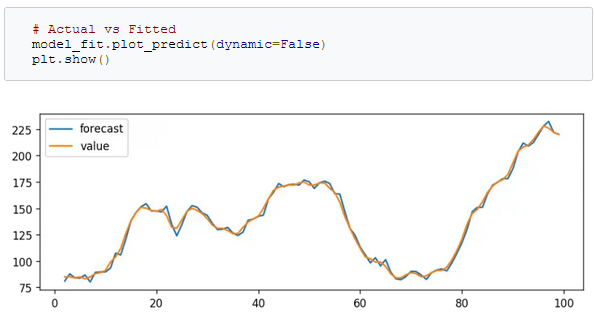 # Actual vs Fitted
model_fit.plot_predict(dynamic=False)
plt.show()
forecast
value
225
200
175
150
125
100
75
0 20 40 60 80 100